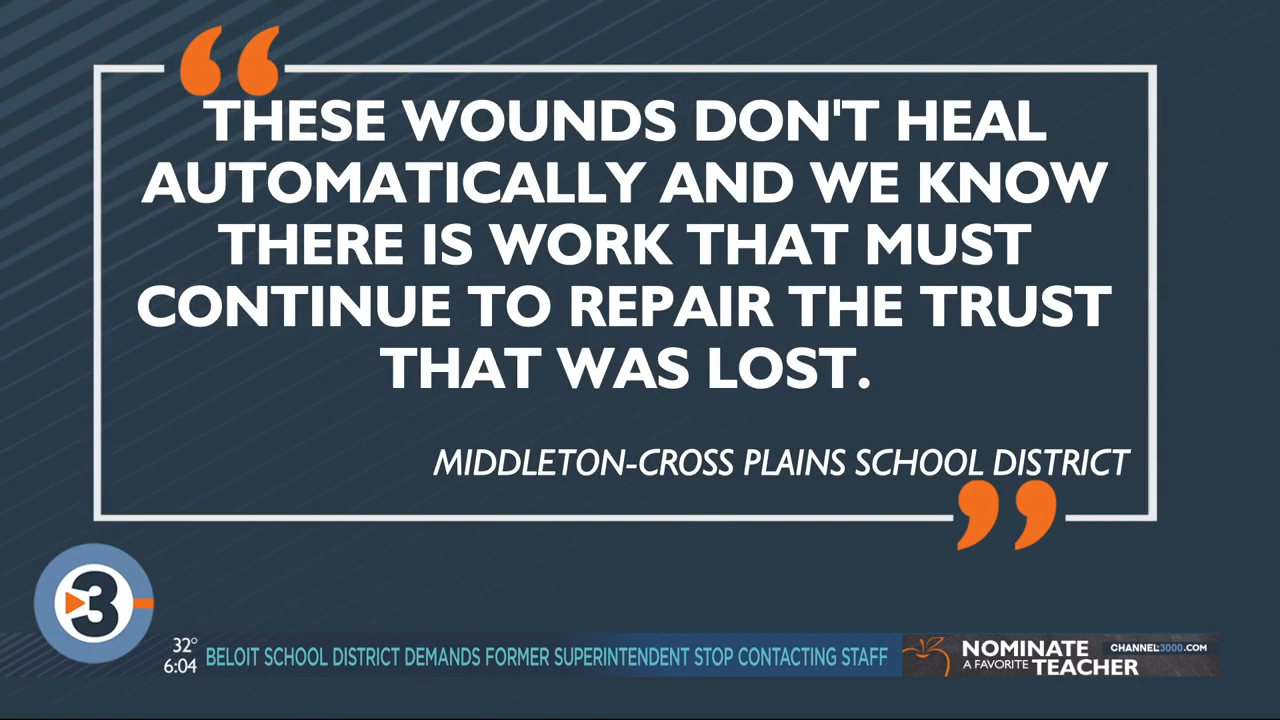 “
THESE WOUNDS DON'T HEAL
AUTOMATICALLY AND WE KNOW
THERE IS WORK THAT MUST
CONTINUE TO REPAIR THE TRUST
THAT WAS LOST.
MIDDLETON-CROSS PLAINS SCHOOL DISTRICT
”
3
32°
6:04
BELOIT SCHOOL DISTRICT DEMANDS FORMER SUPERINTENDENT STOP CONTACTING STAFF
NOMINATE
A FAVORITE TEACHER
CHANNEL3000.COM